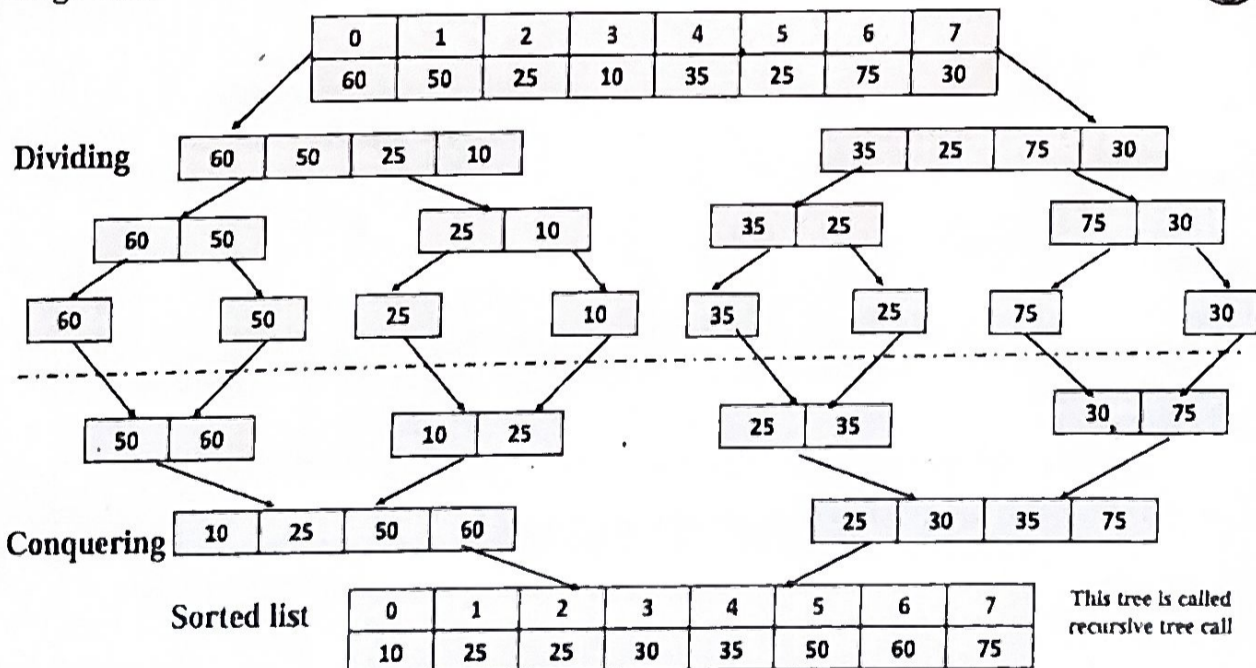 0 1 2 3 4 5 6 7
60 50 25 10 35 25 75 30
Dividing 60 50 25 10 35 25 75 30
60 50 25 10 35 25 75 30
60 50 25 10 35 25 75 30
50 60 10 25 25 35 30 75
Conquering 10 25 50 60 25 30 35 75
Sorted list 0 1 2 3 4 5 6 7
10 25 25 30 35 50 60 75
This tree is called
recursive tree call